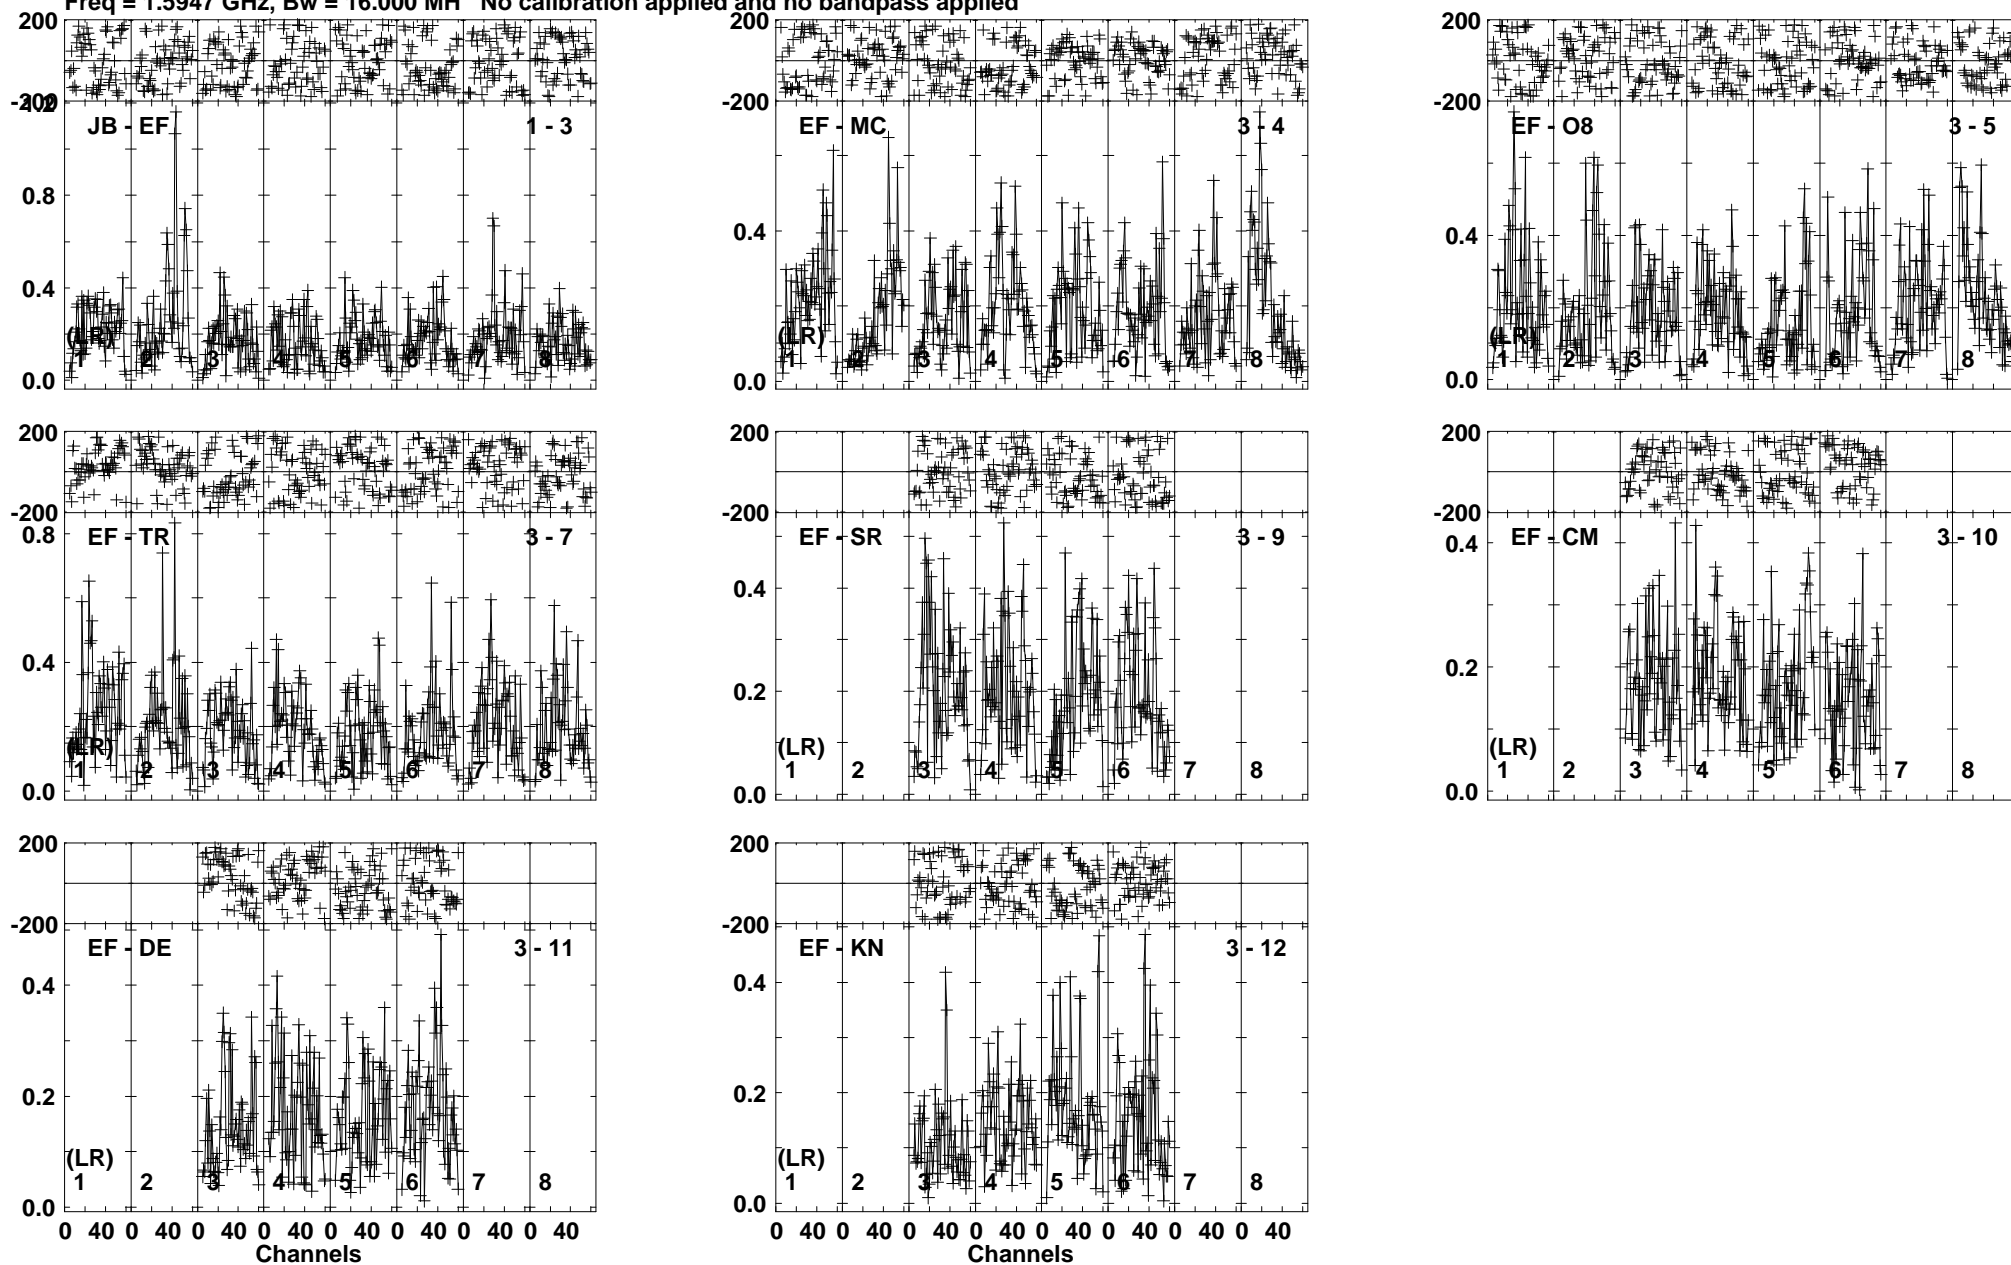 Freq = 1.5947 GHz, Bw = 16.000 MH No calibration applied and no bandpass applied
200
-200
1.2
0.8
0.4
0.0
JB - EF
1 - 3
(LR)
1 2 3 4 5 6 7 8
200
-200
0.4
0.0
EF - MC
3 - 4
(LR)
1 2 3 4 5 6 7 8
200
-200
0.4
0.0
EF - O8
3 - 5
(LR)
1 2 3 4 5 6 7 8
200
-200
0.8
0.4
0.0
EF - TR
3 - 7
(LR)
1 2 3 4 5 6 7 8
200
-200
0.4
0.2
0.0
EF - SR
3 - 9
(LR)
1 2 3 4 5 6 7 8
200
-200
0.4
0.2
0.0
EF - CM
3 - 10
(LR)
1 2 3 4 5 6 7 8
200
-200
0.4
0.2
0.0
EF - DE
3 - 11
(LR)
1 2 3 4 5 6 7 8
0 40 0 40 0 40 0 40 0 40 0 40 0 40 0 40
Channels
200
-200
0.4
0.2
0.0
EF - KN
3 - 12
(LR)
1 2 3 4 5 6 7 8
0 40 0 40 0 40 0 40 0 40 0 40 0 40 0 40
Channels